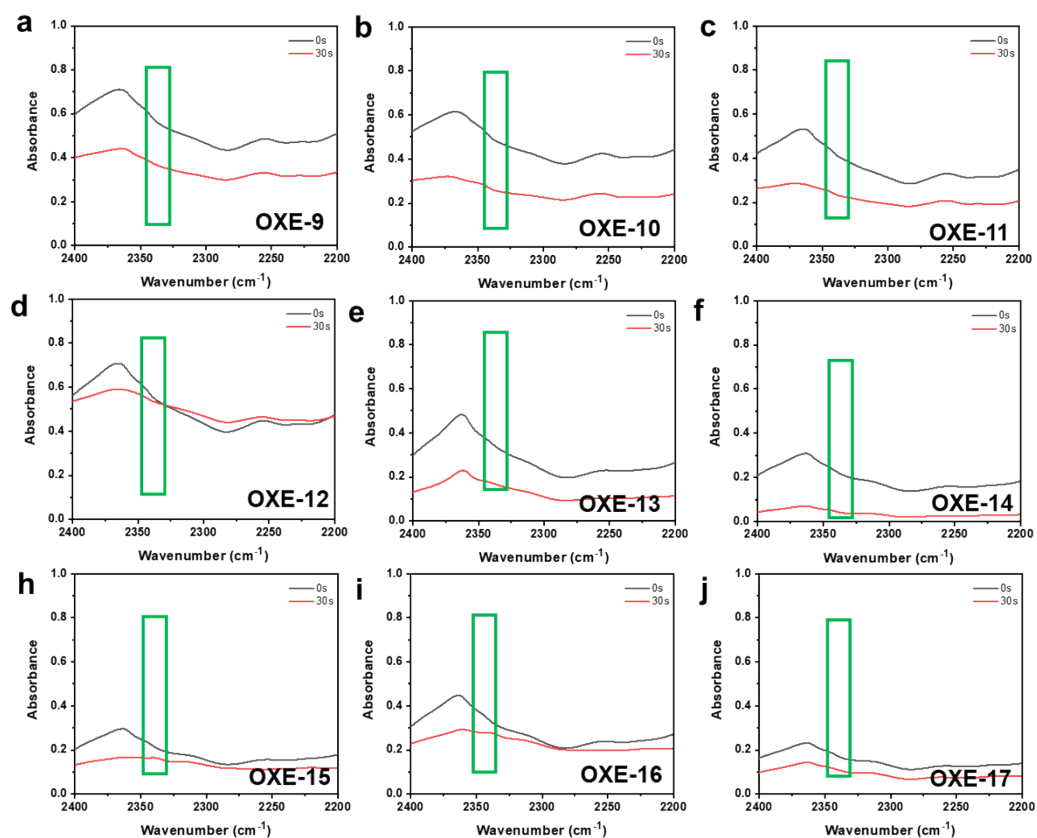 a
0s
30s
1.0
0.8
0.6
0.4
0.2
0.0
Absorbance
2400
2350
2300
2250
2200
Wavenumber (cm⁻¹)
OXE-9
b
0s
30s
1.0
0.8
0.6
0.4
0.2
0.0
Absorbance
2400
2350
2300
2250
2200
Wavenumber (cm⁻¹)
OXE-10
c
0s
30s
1.0
0.8
0.6
0.4
0.2
0.0
Absorbance
2400
2350
2300
2250
2200
Wavenumber (cm⁻¹)
OXE-11
d
0s
30s
1.0
0.8
0.6
0.4
0.2
0.0
Absorbance
2400
2350
2300
2250
2200
Wavenumber (cm⁻¹)
OXE-12
e
0s
30s
1.0
0.8
0.6
0.4
0.2
0.0
Absorbance
2400
2350
2300
2250
2200
Wavenumber (cm⁻¹)
OXE-13
f
0s
30s
1.0
0.8
0.6
0.4
0.2
0.0
Absorbance
2400
2350
2300
2250
2200
Wavenumber (cm⁻¹)
OXE-14
h
0s
30s
1.0
0.8
0.6
0.4
0.2
0.0
Absorbance
2400
2350
2300
2250
2200
Wavenumber (cm⁻¹)
OXE-15
i
0s
30s
1.0
0.8
0.6
0.4
0.2
0.0
Absorbance
2400
2350
2300
2250
2200
Wavenumber (cm⁻¹)
OXE-16
j
0s
30s
1.0
0.8
0.6
0.4
0.2
0.0
Absorbance
2400
2350
2300
2250
2200
Wavenumber (cm⁻¹)
OXE-17